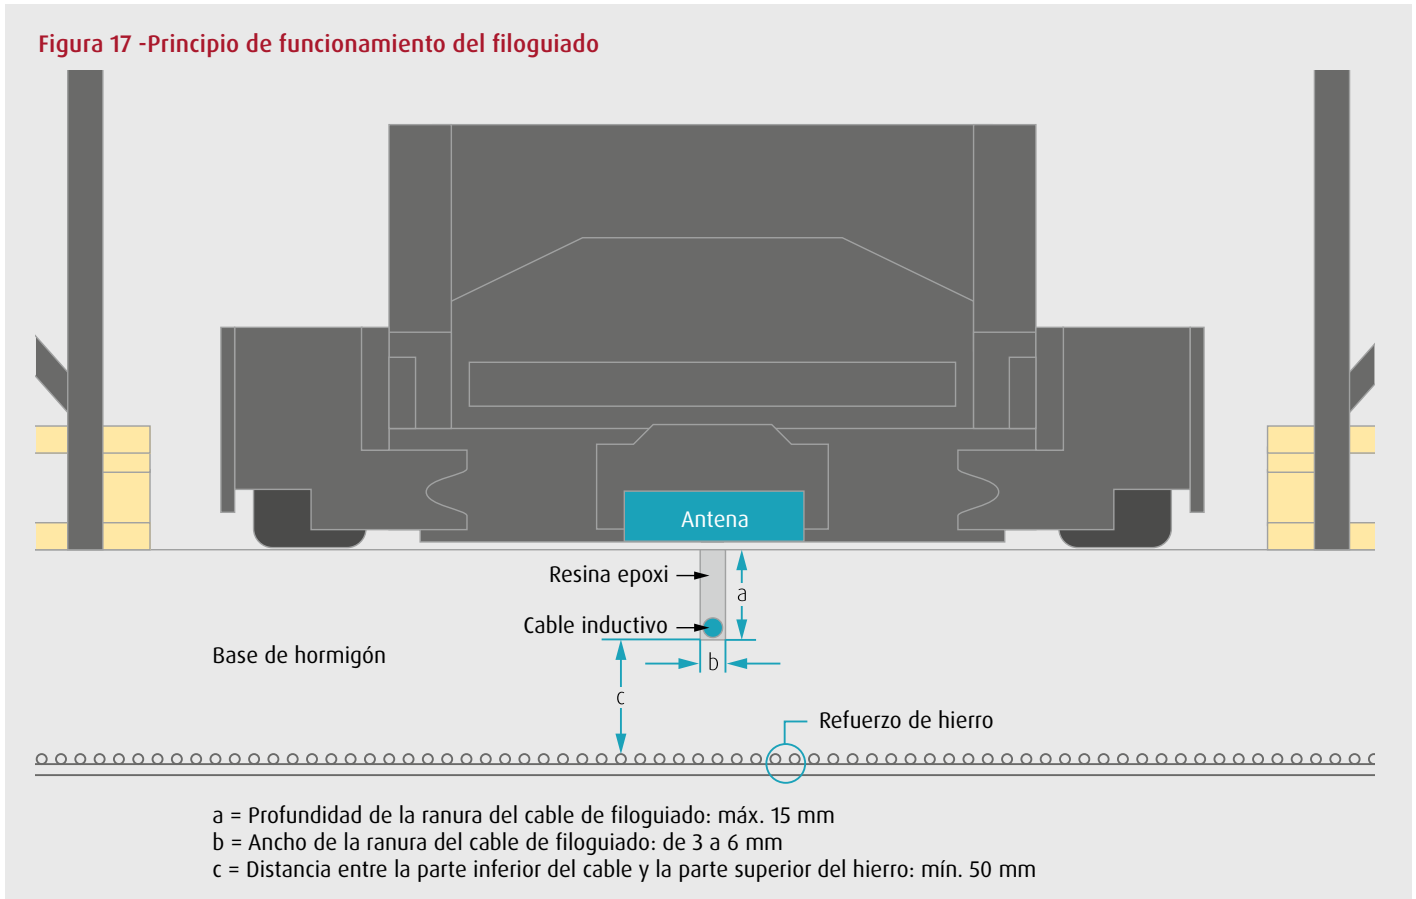 Figura 17 -Principio de funcionamiento del filoguiado
Antena
Resina epoxi
a
Cable inductivo
Base de hormigón
b
c
Refuerzo de hierro
a = Profundidad de la ranura del cable de filoguiado: máx. 15 mm
b = Ancho de la ranura del cable de filoguiado: de 3 a 6 mm
c = Distancia entre la parte inferior del cable y la parte superior del hierro: mín. 50 mm